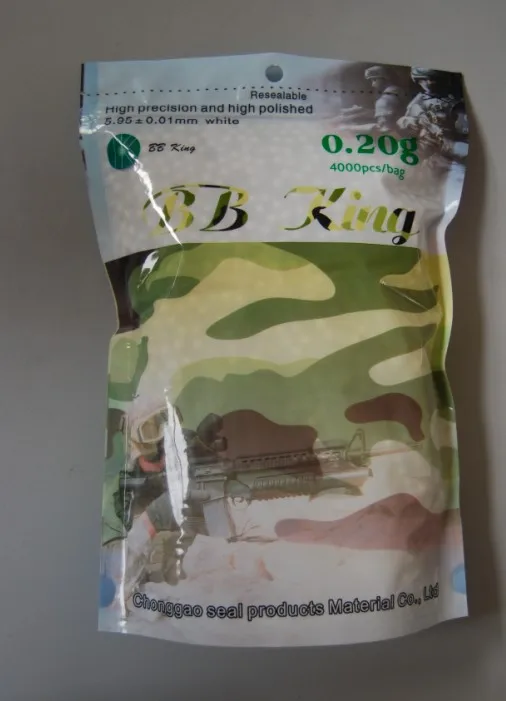 Resealable
High precision and high polished
5.95±0.01mm white
BB King
0.20g
4000pcs/bag
BB King
Chonggao seal products Material Co., Ltd